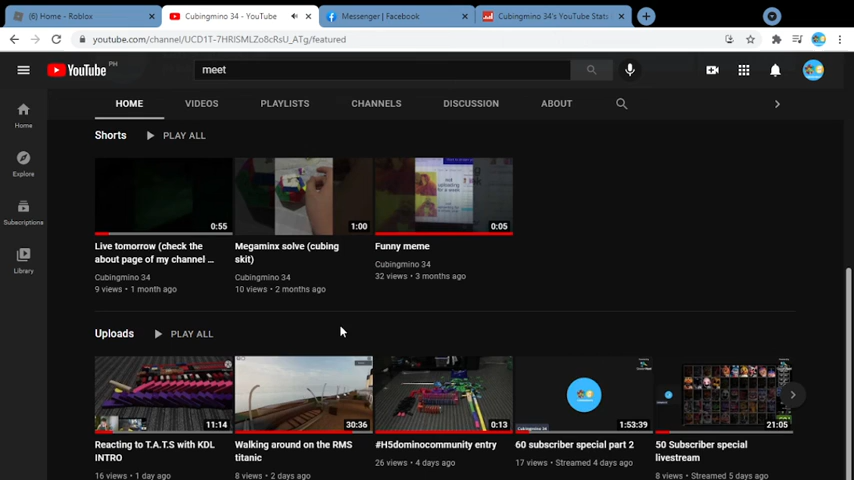 (6) Home - Roblox
Cubingmino 34 - YouTube
Messenger | Facebook
Cubingmino 34's YouTube Stats
youtube.com/channel/UCD1T-7HRlSMLZo8cRsU_ATg/featured
YouTube PH
meet
HOME VIDEOS PLAYLISTS CHANNELS DISCUSSION ABOUT
Home
Explore
Subscriptions
Library
Shorts PLAY ALL
0:55
1:00
0:05
Live tomorrow (check the
about page of my channel ...
Cubingmino 34
9 views • 1 month ago
Megaminx solve (cubing
skit)
Cubingmino 34
10 views • 2 months ago
Funny meme
Cubingmino 34
32 views • 3 months ago
Uploads PLAY ALL
11:14
30:36
0:13
Cubingmino 34
1:53:39
21:05
Reacting to T.A.T.S with KDL
INTRO
16 views • 1 day ago
Walking around on the RMS
titanic
8 views • 2 days ago
#H5dominocommunity entry
26 views • 4 days ago
60 subscriber special part 2
17 views • Streamed 4 days ago
50 Subscriber special
livestream
8 views • Streamed 5 days ago